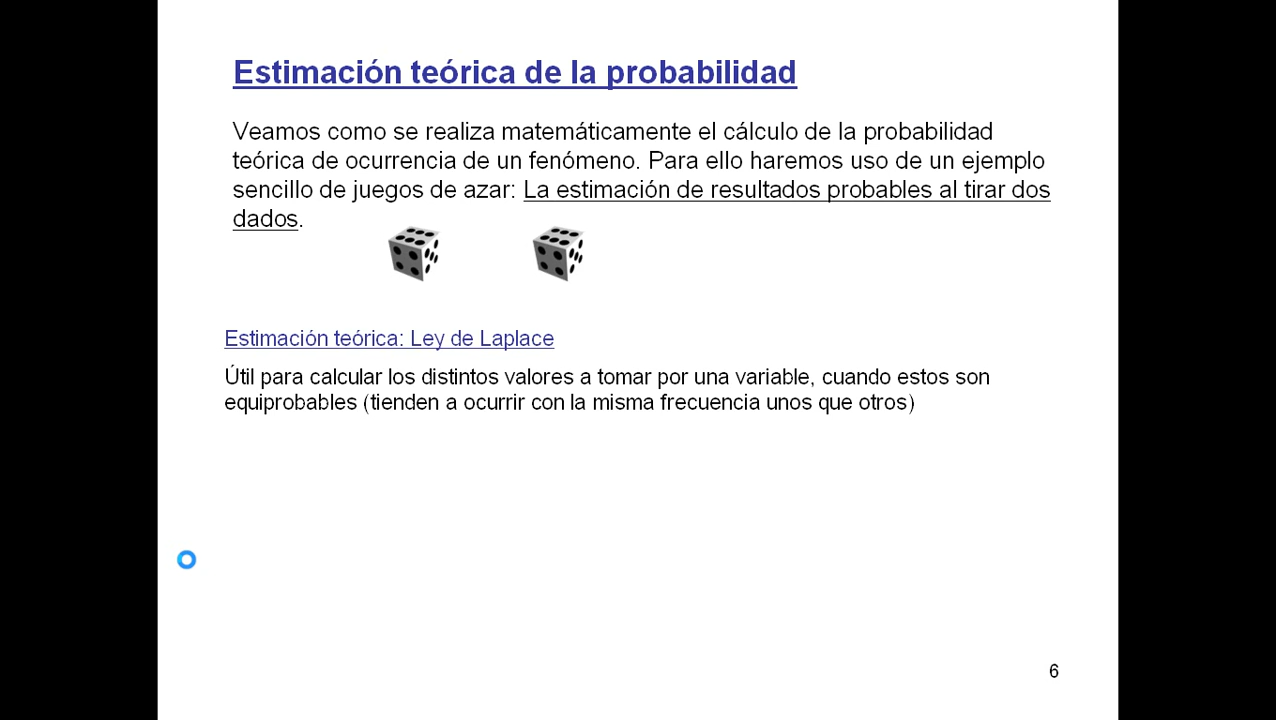 Estimación teórica de la probabilidad
Veamos como se realiza matemáticamente el cálculo de la probabilidad
teórica de ocurrencia de un fenómeno. Para ello haremos uso de un ejemplo
sencillo de juegos de azar: La estimación de resultados probables al tirar dos
dados.
Estimación teórica: Ley de Laplace
Útil para calcular los distintos valores a tomar por una variable, cuando estos son
equiprobables (tienden a ocurrir con la misma frecuencia unos que otros)
6